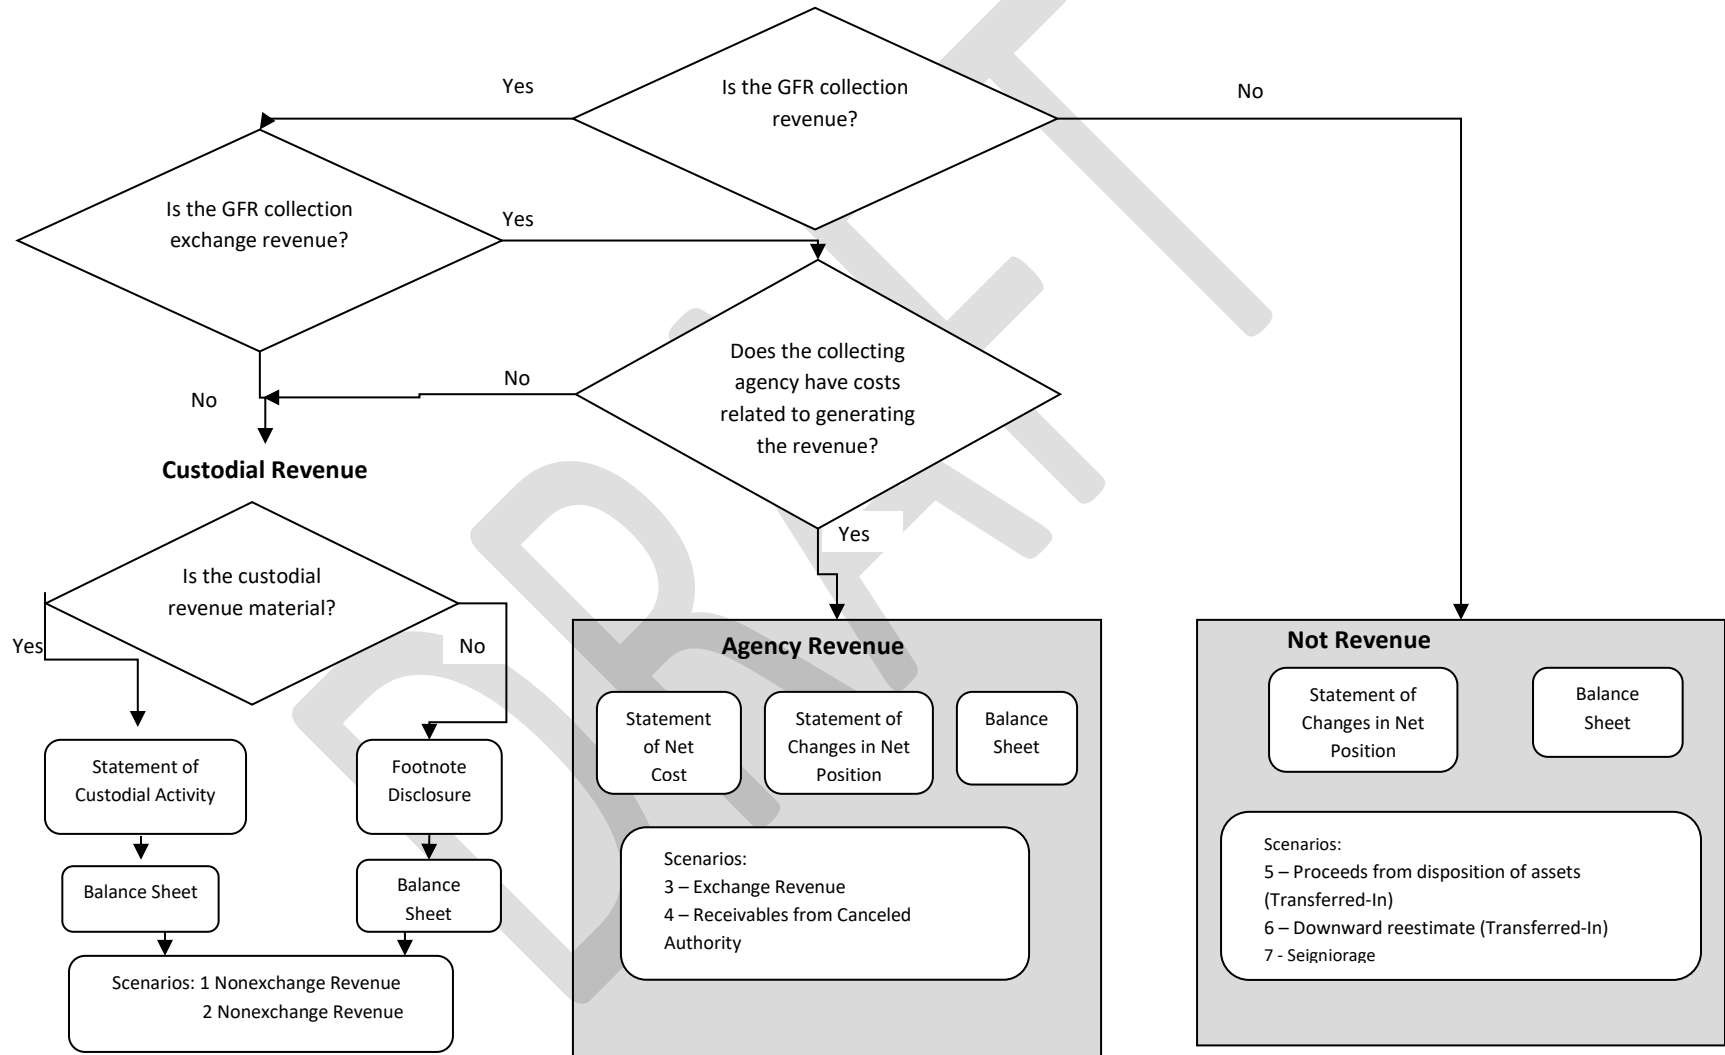 Is the GFR collection
revenue?
Yes
No
Is the GFR collection
exchange revenue?
Yes
No
Does the collecting
agency have costs
related to generating
the revenue?
No
Yes
Custodial Revenue
Is the custodial
revenue material?
Yes
No
Statement of
Custodial Activity
Footnote
Disclosure
Balance Sheet
Balance
Sheet
Scenarios: 1 Nonexchange Revenue
2 Nonexchange Revenue
Agency Revenue
Statement
of Net
Cost
Statement of
Changes in Net
Position
Balance
Sheet
Scenarios:
3 – Exchange Revenue
4 – Receivables from Canceled
Authority
Not Revenue
Statement of
Changes in Net
Position
Balance
Sheet
Scenarios:
5 – Proceeds from disposition of assets
(Transferred-In)
6 – Downward reestimate (Transferred-In)
7 - Seigniorage
DRAFT